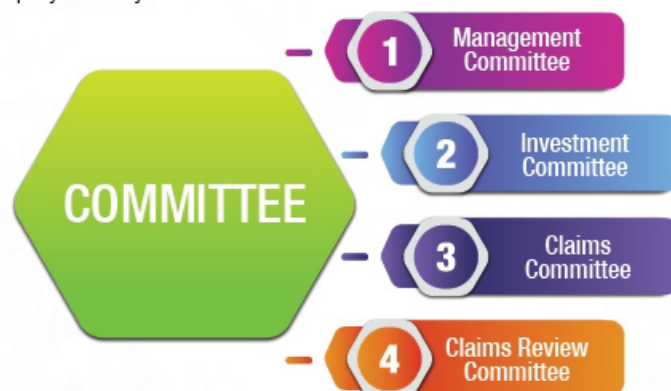 COMMITTEE
1
Management
Committee
2
Investment
Committee
3
Claims
Committee
4
Claims Review
Committee